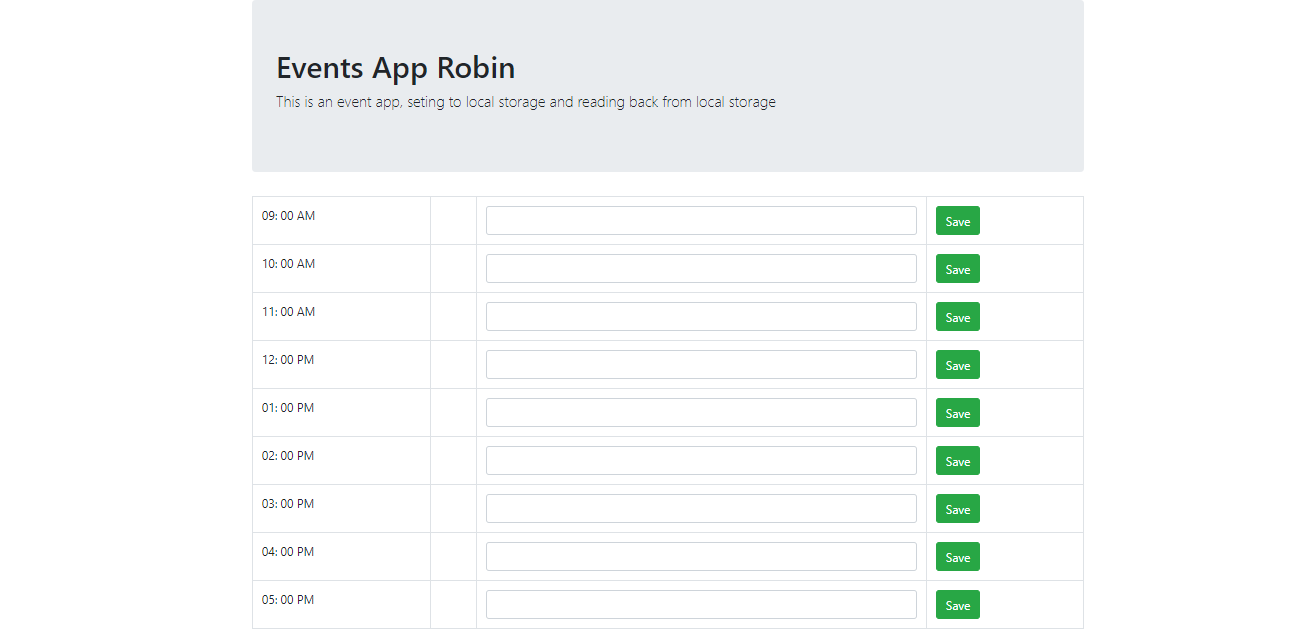 Events App Robin
This is an event app, seting to local storage and reading back from local storage
09: 00 AM Save
10: 00 AM Save
11: 00 AM Save
12: 00 PM Save
01: 00 PM Save
02: 00 PM Save
03: 00 PM Save
04: 00 PM Save
05: 00 PM Save